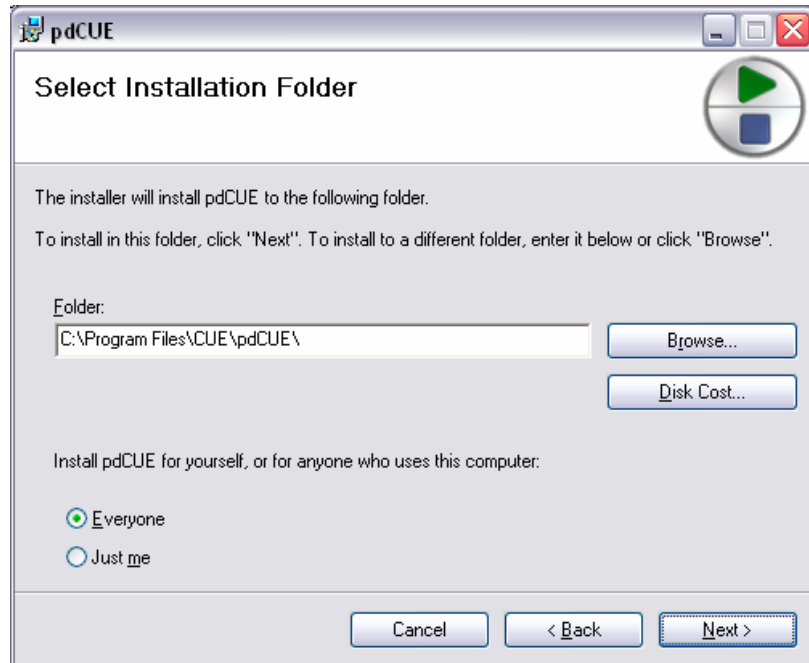 pdCUE
Select Installation Folder
The installer will install pdCUE to the following folder.
To install in this folder, click "Next". To install to a different folder, enter it below or click "Browse".
Folder:
C:\Program Files\CUE\pdCUE\
Browse...
Disk Cost...
Install pdCUE for yourself, or for anyone who uses this computer:
Everyone
Just me
Cancel
< Back
Next >